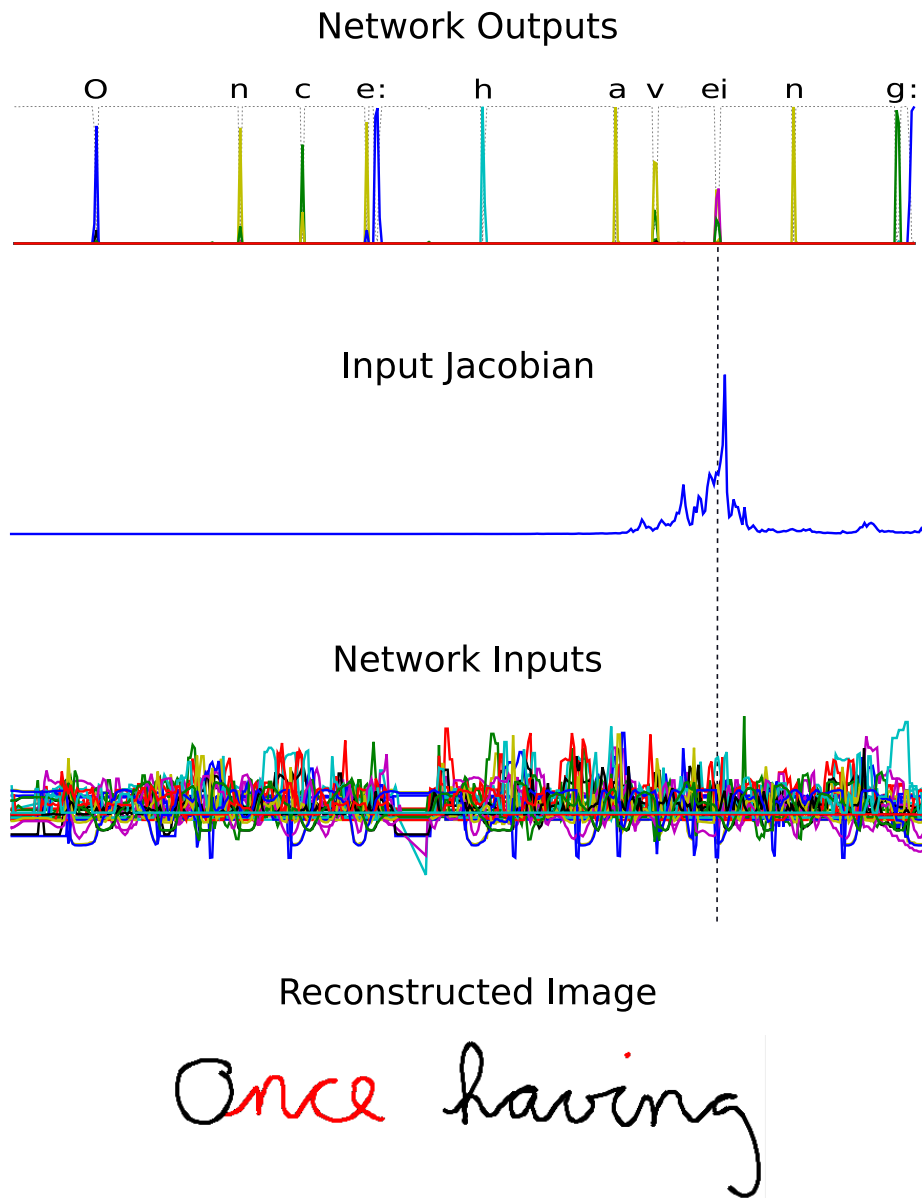 Network Outputs
O n c e: h a v ei n g:
Input Jacobian
Network Inputs
Reconstructed Image
Once having